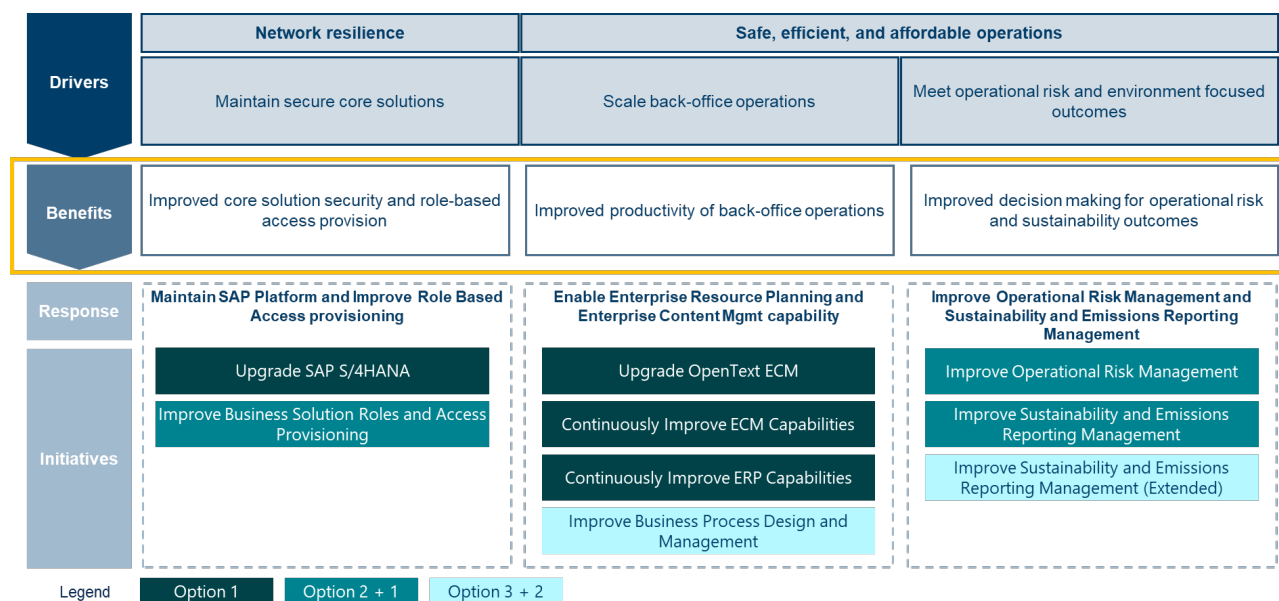 Drivers
Network resilience
Safe, efficient, and affordable operations
Maintain secure core solutions
Scale back-office operations
Meet operational risk and environment focused
outcomes
Benefits
Improved core solution security and role-based
access provision
Improved productivity of back-office operations
Improved decision making for operational risk
and sustainability outcomes
Response
Maintain SAP Platform and Improve Role Based
Access provisioning
Enable Enterprise Resource Planning and
Enterprise Content Mgmt capability
Improve Operational Risk Management and
Sustainability and Emissions Reporting
Management
Initiatives
Upgrade SAP S/4HANA
Improve Business Solution Roles and Access
Provisioning
Upgrade OpenText ECM
Continuously Improve ECM Capabilities
Continuously Improve ERP Capabilities
Improve Business Process Design and
Management
Improve Operational Risk Management
Improve Sustainability and Emissions
Reporting Management
Improve Sustainability and Emissions
Reporting Management (Extended)
Legend
Option 1
Option 2 + 1
Option 3 + 2